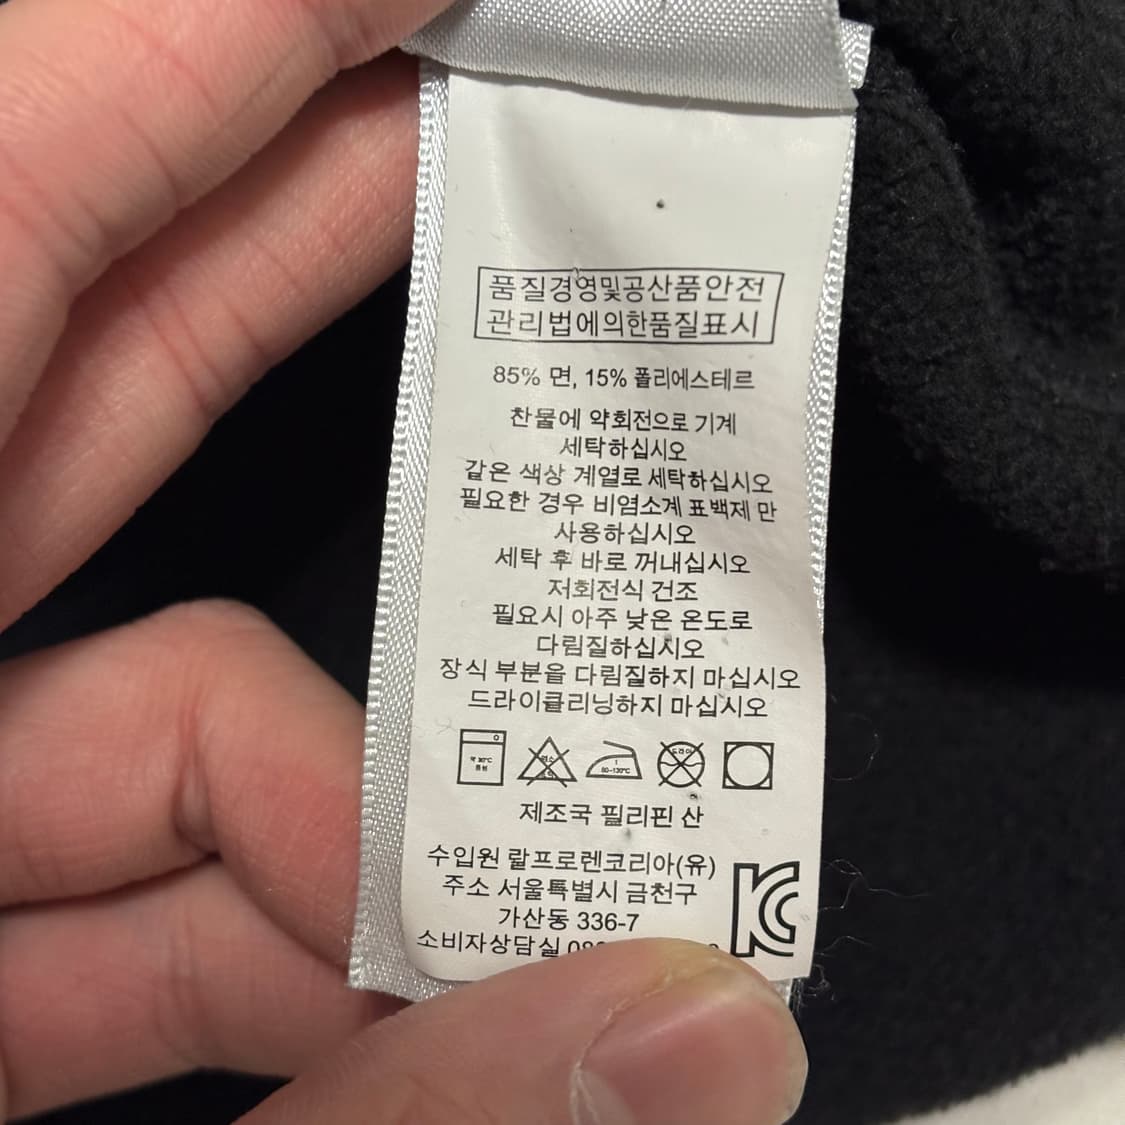 품질경영및공산품안전
관리법에의한품질표시
85% 면, 15% 폴리에스테르
찬물에 약회전으로 기계
세탁하십시오
같은 색상 계열로 세탁하십시오
필요한 경우 비염소계 표백제 만
사용하십시오
세탁 후 바로 꺼내십시오
저회전식 건조
필요시 아주 낮은 온도로
다림질하십시오
장식 부분을 다림질하지 마십시오
드라이클리닝하지 마십시오
80~130°C
드라이
제조국 필리핀 산
수입원 랄프로렌코리아(유)
주소 서울특별시 금천구
가산동 336-7
소비자상담실